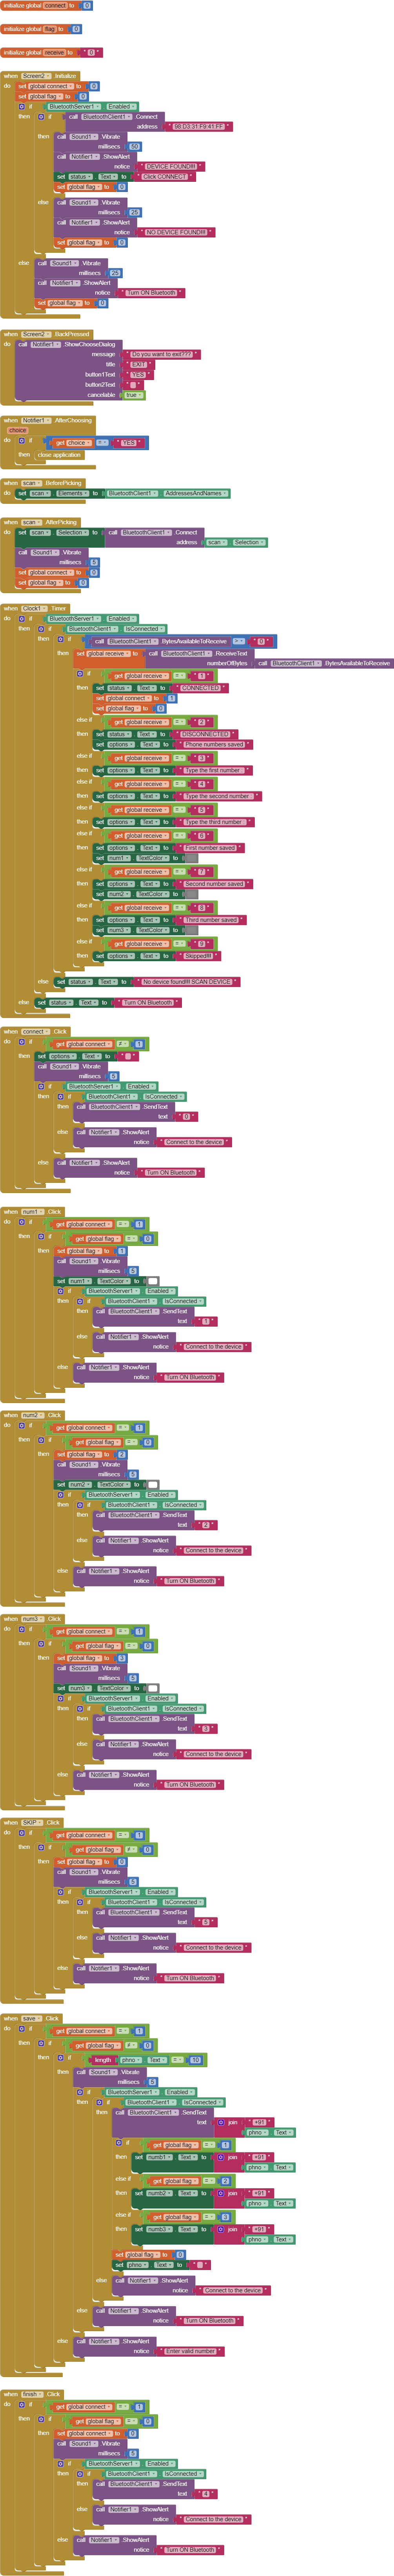 initialize global connect to 0
initialize global flag to 0
initialize global receive to " 0 "
when Screen2 .Initialize
do set global connect to 0
set global flag to 0
if BluetoothServer1 . Enabled
then if call BluetoothClient1 .Connect
address
then call Sound1 .Vibrate
millisecs 50
call Notifier1 .ShowAlert
notice " DEVICE FOUND!!! "
set status . Text to " Click CONNECT "
set global flag to 0
else call Sound1 .Vibrate
millisecs 25
call Notifier1 .ShowAlert
notice " NO DEVICE FOUND!!! "
set global flag to 0
else call Sound1 .Vibrate
millisecs 25
call Notifier1 .ShowAlert
notice " Turn ON Bluetooth "
set global flag to 0
when Screen2 .BackPressed
do call Notifier1 .ShowChooseDialog
message " Do you want to exit??? "
title " EXIT "
button1Text " YES "
button2Text " "
cancelable true
when Notifier1 .AfterChoosing
choice
do if get choice = " YES "
then close application
when scan .BeforePicking
do set scan . Elements to BluetoothClient1 . AddressesAndNames
when scan .AfterPicking
do set scan . Selection to call BluetoothClient1 .Connect
address scan . Selection
call Sound1 .Vibrate
millisecs 5
set global connect to 0
set global flag to 0
when Clock1 .Timer
do if BluetoothServer1 . Enabled
then if BluetoothClient1 . IsConnected
then if call BluetoothClient1 .BytesAvailableToReceive > " 0 "
then set global receive to call BluetoothClient1 .ReceiveText
numberOfBytes call BluetoothClient1 .BytesAvailableToReceive
if get global receive = " 1 "
then set status . Text to " CONNECTED "
set global connect to 1
set global flag to 0
else if get global receive = " 2 "
then set status . Text to " DISCONNECTED "
set options . Text to " Phone numbers saved "
else if get global receive = " 3 "
then set options . Text to " Type the first number : "
else if get global receive = " 4 "
then set options . Text to " Type the second number : "
else if get global receive = " 5 "
then set options . Text to " Type the third number : "
else if get global receive = " 6 "
then set options . Text to " First number saved "
set num1 . TextColor to
else if get global receive = " 7 "
then set options . Text to " Second number saved "
set num2 . TextColor to
else if get global receive = " 8 "
then set options . Text to " Third number saved "
set num3 . TextColor to
else if get global receive = " 9 "
then set options . Text to " Skipped!!! "
else set status . Text to " No device found!!! SCAN DEVICE "
else set status . Text to " Turn ON Bluetooth "
when connect .Click
do if get global connect ≠ 1
then set options . Text to " "
call Sound1 .Vibrate
millisecs 5
if BluetoothServer1 . Enabled
then if BluetoothClient1 . IsConnected
then call BluetoothClient1 .SendText
text " 0 "
else call Notifier1 .ShowAlert
notice " Connect to the device "
else call Notifier1 .ShowAlert
notice " Turn ON Bluetooth "
when num1 .Click
do if get global connect = 1
then if get global flag = 0
then set global flag to 1
call Sound1 .Vibrate
millisecs 5
set num1 . TextColor to
if BluetoothServer1 . Enabled
then if BluetoothClient1 . IsConnected
then call BluetoothClient1 .SendText
text " 1 "
else call Notifier1 .ShowAlert
notice " Connect to the device "
else call Notifier1 .ShowAlert
notice " Turn ON Bluetooth "
when num2 .Click
do if get global connect = 1
then if get global flag = 0
then set global flag to 2
call Sound1 .Vibrate
millisecs 5
set num2 . TextColor to
if BluetoothServer1 . Enabled
then if BluetoothClient1 . IsConnected
then call BluetoothClient1 .SendText
text " 2 "
else call Notifier1 .ShowAlert
notice " Connect to the device "
else call Notifier1 .ShowAlert
notice " Turn ON Bluetooth "
when num3 .Click
do if get global connect = 1
then if get global flag = 0
then set global flag to 3
call Sound1 .Vibrate
millisecs 5
set num3 . TextColor to
if BluetoothServer1 . Enabled
then if BluetoothClient1 . IsConnected
then call BluetoothClient1 .SendText
text " 3 "
else call Notifier1 .ShowAlert
notice " Connect to the device "
else call Notifier1 .ShowAlert
notice " Turn ON Bluetooth "
when SKIP .Click
do if get global connect = 1
then if get global flag ≠ 0
then set global flag to 0
call Sound1 .Vibrate
millisecs 5
if BluetoothServer1 . Enabled
then if BluetoothClient1 . IsConnected
then call BluetoothClient1 .SendText
text " 5 "
else call Notifier1 .ShowAlert
notice " Connect to the device "
else call Notifier1 .ShowAlert
notice " Turn ON Bluetooth "
when save .Click
do if get global connect = 1
then if get global flag ≠ 0
then if length phno . Text = 10
then call Sound1 .Vibrate
millisecs 5
if BluetoothServer1 . Enabled
then if BluetoothClient1 . IsConnected
then call BluetoothClient1 .SendText
text join " +91 "
phno . Text
if get global flag = 1
then set numb1 . Text to join " +91 "
phno . Text
else if get global flag = 2
then set numb2 . Text to join " +91 "
phno . Text
else if get global flag = 3
then set numb3 . Text to join " +91 "
phno . Text
set global flag to 0
set phno . Text to " "
else call Notifier1 .ShowAlert
notice " Connect to the device "
else call Notifier1 .ShowAlert
notice " Turn ON Bluetooth "
else call Notifier1 .ShowAlert
notice " Enter valid number "
when finish .Click
do if get global connect = 1
then if get global flag = 0
then set global connect to 0
call Sound1 .Vibrate
millisecs 5
if BluetoothServer1 . Enabled
then if BluetoothClient1 . IsConnected
then call BluetoothClient1 .SendText
text " 4 "
else call Notifier1 .ShowAlert
notice " Connect to the device "
else call Notifier1 .ShowAlert
notice " Turn ON Bluetooth "